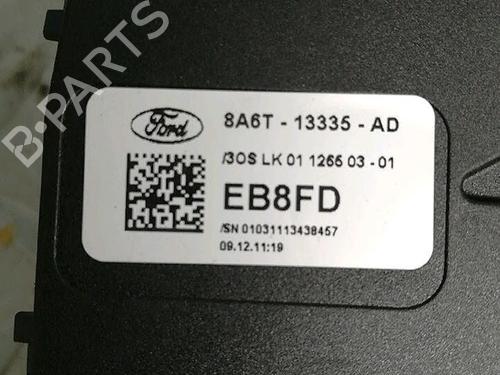 B-PARTS
Ford
8A6T - 13335 - AD
/3OS LK 01 1266 03 - 01
EB8FD
/SN 01031113438457
09.12.11:19